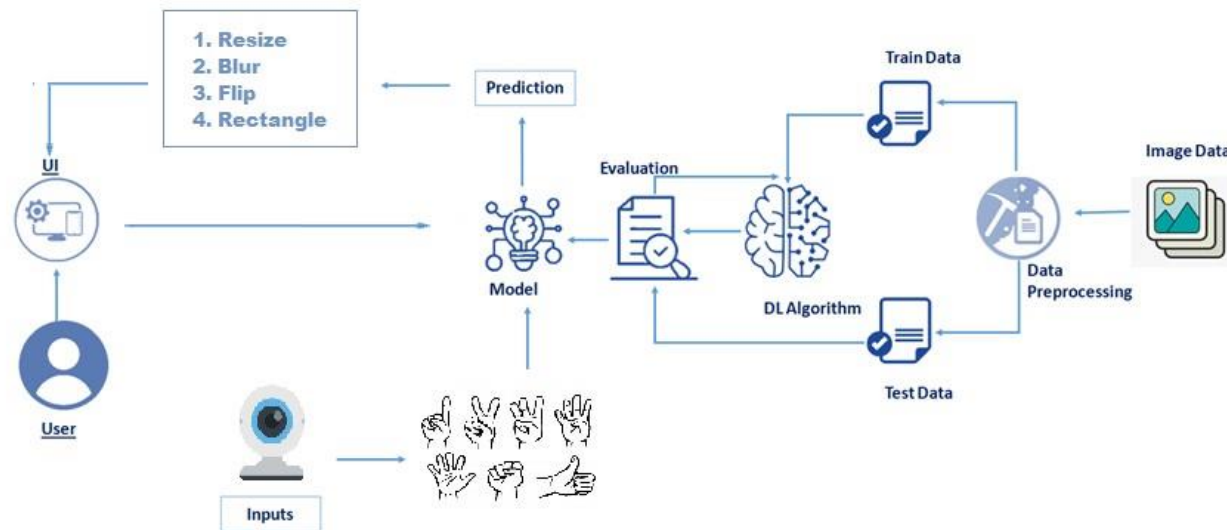 1. Resize
2. Blur
3. Flip
4. Rectangle
Prediction
Train Data
Image Data
UI
Evaluation
Model
DL Algorithm
Data
Preprocessing
Test Data
User
Inputs